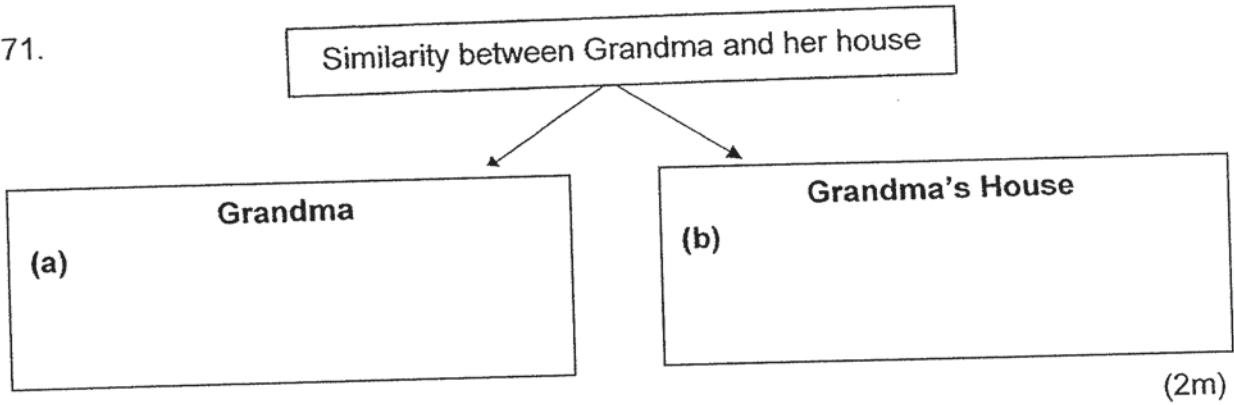 71.
Similarity between Grandma and her house
Grandma
(a)
Grandma's House
(b)
(2m)